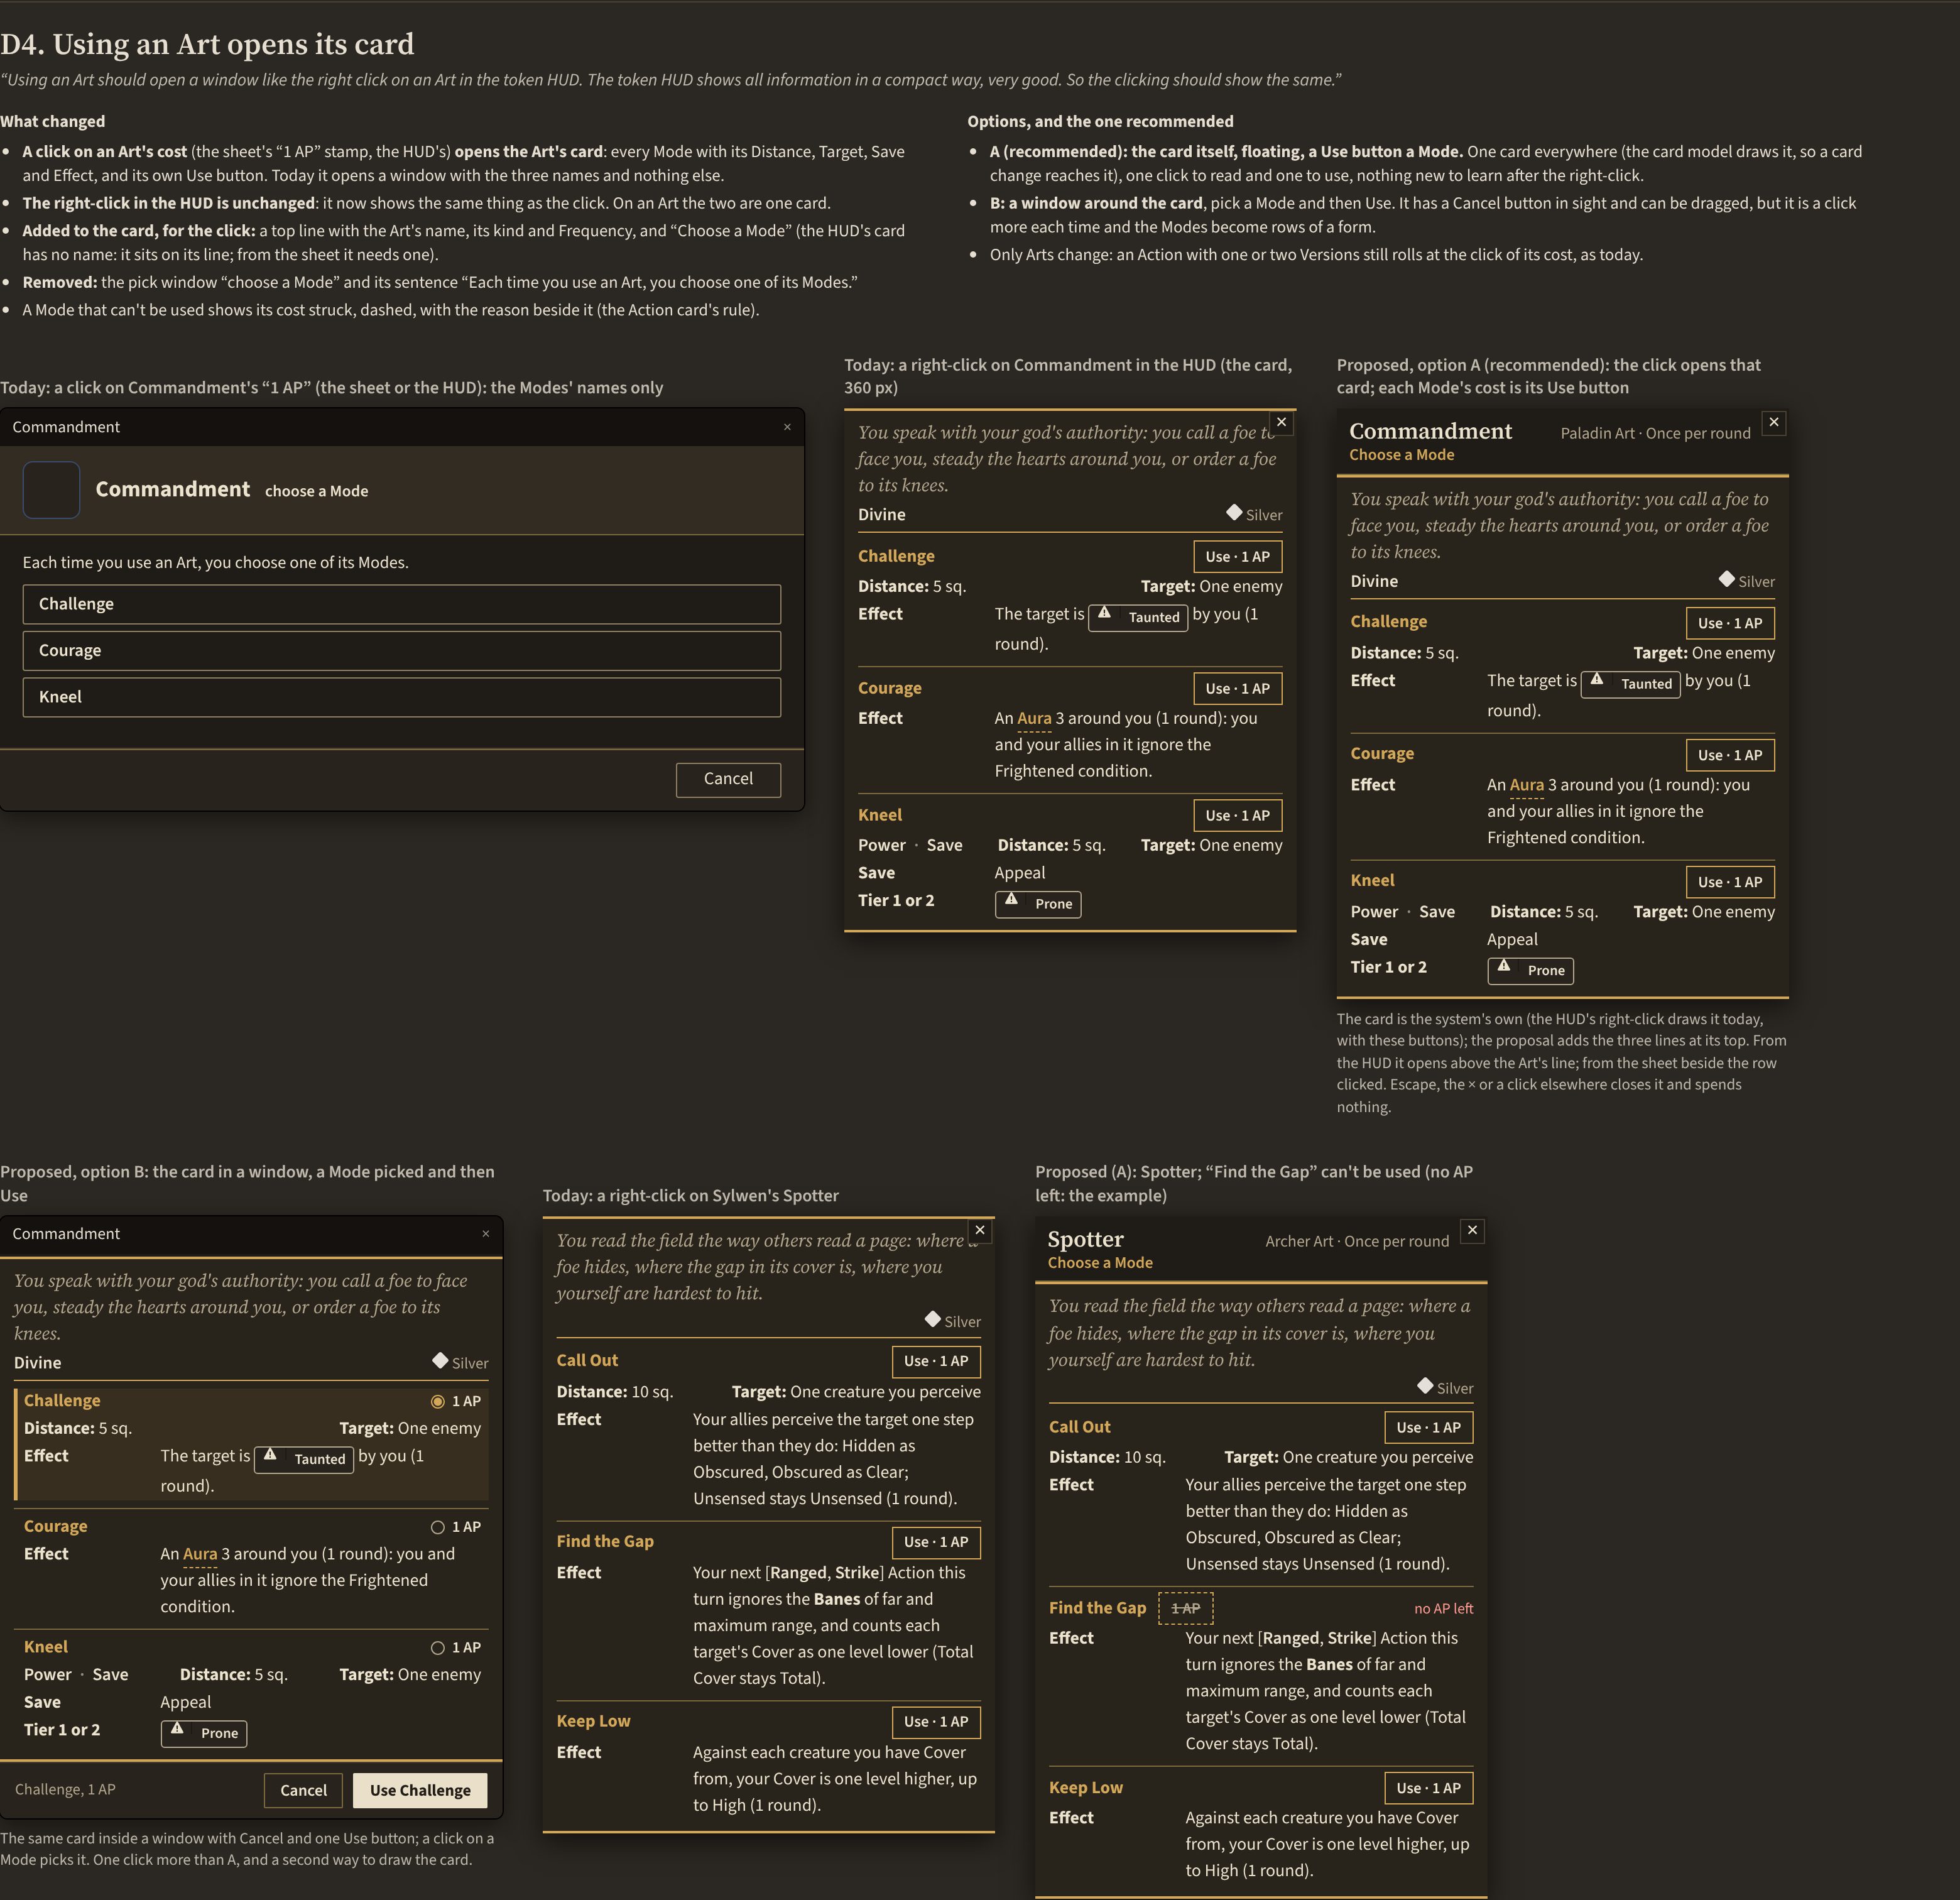 D4. Using an Art opens its card
“Using an Art should open a window like the right click on an Art in the token HUD. The token HUD shows all information in a compact way, very good. So the clicking should show the same.”
What changed
• A click on an Art's cost (the sheet's “1 AP” stamp, the HUD's) opens the Art's card: every Mode with its Distance, Target, Save
and Effect, and its own Use button. Today it opens a window with the three names and nothing else.
• The right-click in the HUD is unchanged: it now shows the same thing as the click. On an Art the two are one card.
• Added to the card, for the click: a top line with the Art's name, its kind and Frequency, and “Choose a Mode” (the HUD's card
has no name: it sits on its line; from the sheet it needs one).
• Removed: the pick window “choose a Mode” and its sentence “Each time you use an Art, you choose one of its Modes.”
• A Mode that can't be used shows its cost struck, dashed, with the reason beside it (the Action card's rule).
Options, and the one recommended
• A (recommended): the card itself, floating, a Use button a Mode. One card everywhere (the card model draws it, so a card
change reaches it), one click to read and one to use, nothing new to learn after the right-click.
• B: a window around the card, pick a Mode and then Use. It has a Cancel button in sight and can be dragged, but it is a click
more each time and the Modes become rows of a form.
• Only Arts change: an Action with one or two Versions still rolls at the click of its cost, as today.
Today: a click on Commandment's “1 AP” (the sheet or the HUD): the Modes' names only
Commandment ×
Commandment choose a Mode
Each time you use an Art, you choose one of its Modes.
Challenge
Courage
Kneel
Cancel
Today: a right-click on Commandment in the HUD (the card,
360 px)
×
You speak with your god's authority: you call a foe to
face you, steady the hearts around you, or order a foe
to its knees.
Divine Silver
Challenge Use · 1 AP
Distance: 5 sq. Target: One enemy
Effect The target is Taunted by you (1
round).
Courage Use · 1 AP
Effect An Aura 3 around you (1 round): you
and your allies in it ignore the
Frightened condition.
Kneel Use · 1 AP
Power · Save Distance: 5 sq. Target: One enemy
Save Appeal
Tier 1 or 2 Prone
Proposed, option A (recommended): the click opens that
card; each Mode's cost is its Use button
Commandment Paladin Art · Once per round ×
Choose a Mode
You speak with your god's authority: you call a foe to
face you, steady the hearts around you, or order a foe
to its knees.
Divine Silver
Challenge Use · 1 AP
Distance: 5 sq. Target: One enemy
Effect The target is Taunted by you (1
round).
Courage Use · 1 AP
Effect An Aura 3 around you (1 round): you
and your allies in it ignore the
Frightened condition.
Kneel Use · 1 AP
Power · Save Distance: 5 sq. Target: One enemy
Save Appeal
Tier 1 or 2 Prone
The card is the system's own (the HUD's right-click draws it today,
with these buttons); the proposal adds the three lines at its top. From
the HUD it opens above the Art's line; from the sheet beside the row
clicked. Escape, the × or a click elsewhere closes it and spends
nothing.
Proposed, option B: the card in a window, a Mode picked and then
Use
Commandment ×
You speak with your god's authority: you call a foe to face
you, steady the hearts around you, or order a foe to its
knees.
Divine Silver
Challenge 1 AP
Distance: 5 sq. Target: One enemy
Effect The target is Taunted by you (1
round).
Courage 1 AP
Effect An Aura 3 around you (1 round): you and
your allies in it ignore the Frightened
condition.
Kneel 1 AP
Power · Save Distance: 5 sq. Target: One enemy
Save Appeal
Tier 1 or 2 Prone
Challenge, 1 AP Cancel Use Challenge
The same card inside a window with Cancel and one Use button; a click on a
Mode picks it. One click more than A, and a second way to draw the card.
Today: a right-click on Sylwen's Spotter
×
You read the field the way others read a page: where a
foe hides, where the gap in its cover is, where you
yourself are hardest to hit.
Silver
Call Out Use · 1 AP
Distance: 10 sq. Target: One creature you perceive
Effect Your allies perceive the target one step
better than they do: Hidden as
Obscured, Obscured as Clear;
Unsensed stays Unsensed (1 round).
Find the Gap Use · 1 AP
Effect Your next [Ranged, Strike] Action this
turn ignores the Banes of far and
maximum range, and counts each
target's Cover as one level lower (Total
Cover stays Total).
Keep Low Use · 1 AP
Effect Against each creature you have Cover
from, your Cover is one level higher, up
to High (1 round).
Proposed (A): Spotter; “Find the Gap” can't be used (no AP
left: the example)
Spotter Archer Art · Once per round ×
Choose a Mode
You read the field the way others read a page: where a
foe hides, where the gap in its cover is, where you
yourself are hardest to hit.
Silver
Call Out Use · 1 AP
Distance: 10 sq. Target: One creature you perceive
Effect Your allies perceive the target one step
better than they do: Hidden as
Obscured, Obscured as Clear;
Unsensed stays Unsensed (1 round).
Find the Gap 1 AP no AP left
Effect Your next [Ranged, Strike] Action this
turn ignores the Banes of far and
maximum range, and counts each
target's Cover as one level lower (Total
Cover stays Total).
Keep Low Use · 1 AP
Effect Against each creature you have Cover
from, your Cover is one level higher, up
to High (1 round).